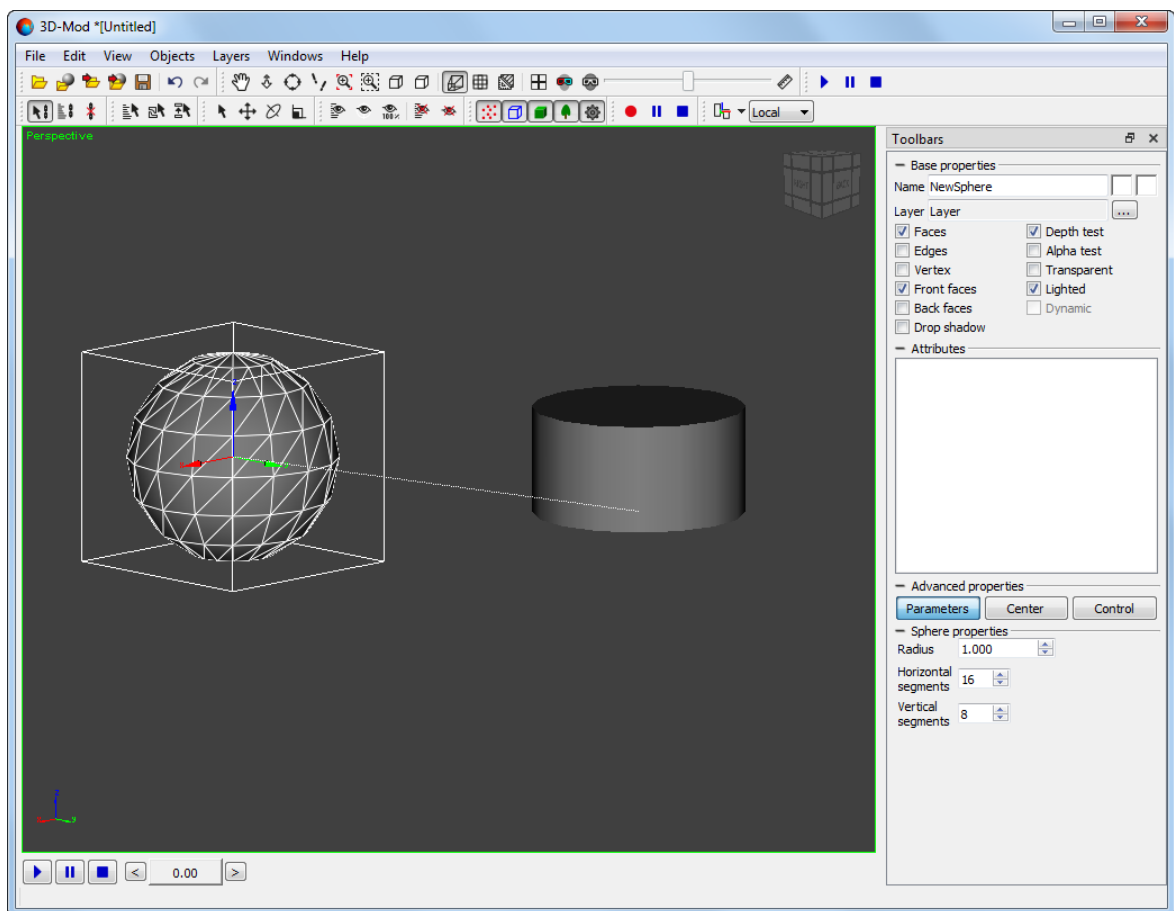 3D-Mod *[Untitled]
File Edit View Objects Layers Windows Help
100%
Local
Perspective
Toolbars
Base properties
Name NewSphere
Layer Layer ...
Faces Depth test
Edges Alpha test
Vertex Transparent
Front faces Lighted
Back faces Dynamic
Drop shadow
Attributes
Advanced properties
Parameters Center Control
Sphere properties
Radius 1.000
Horizontal
segments 16
Vertical
segments 8
z
x y
< 0.00 >